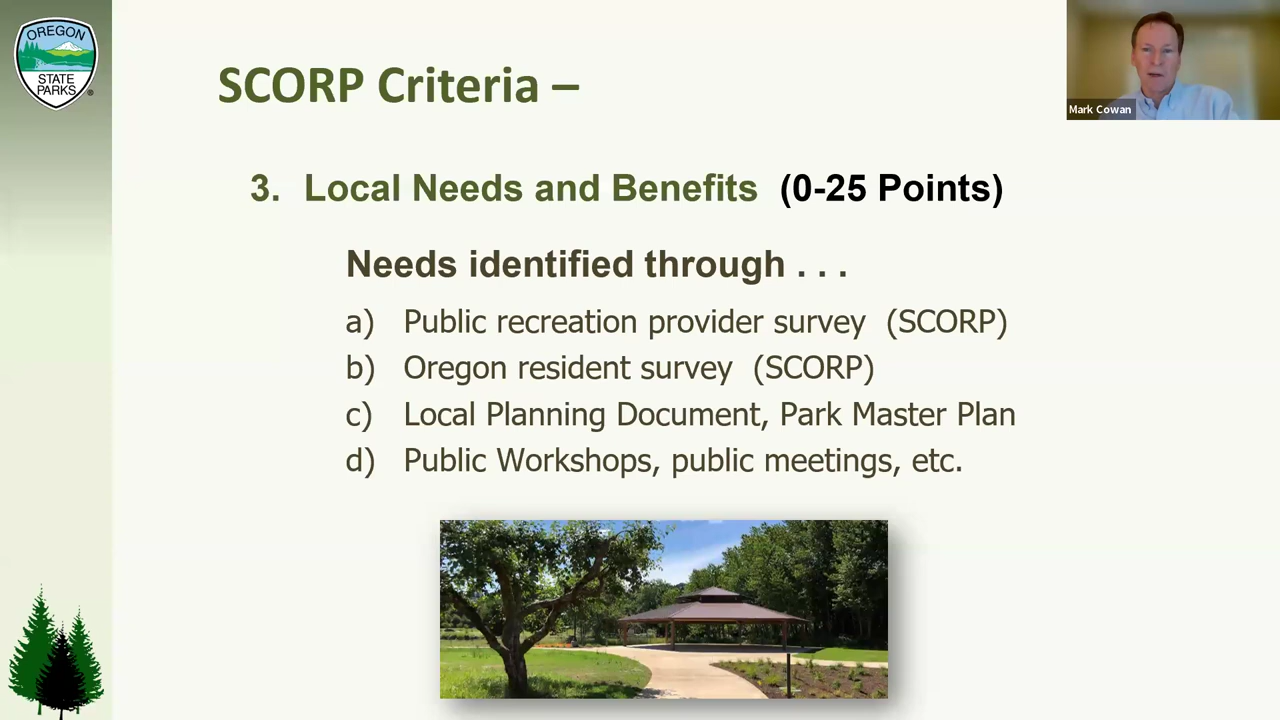 OREGON
STATE
PARKS
®
Mark Cowan
SCORP Criteria –
3. Local Needs and Benefits (0-25 Points)
Needs identified through . . .
a) Public recreation provider survey (SCORP)
b) Oregon resident survey (SCORP)
c) Local Planning Document, Park Master Plan
d) Public Workshops, public meetings, etc.